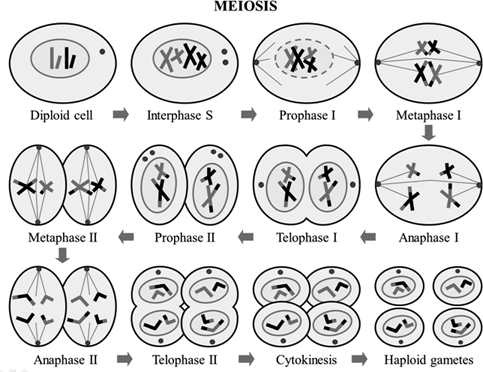 MEIOSIS
Diploid cell
Interphase S
Prophase I
Metaphase I
Metaphase II
Prophase II
Telophase I
Anaphase I
Anaphase II
Telophase II
Cytokinesis
Haploid gametes